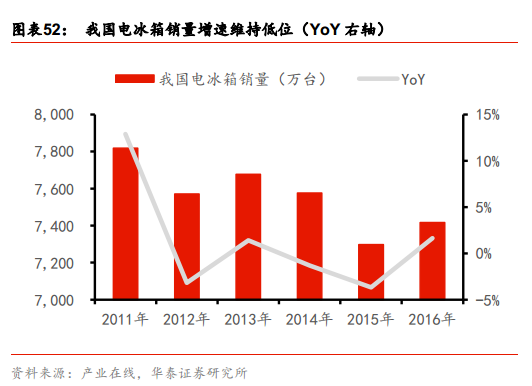 图表52： 我国电冰箱销量增速维持低位（YoY 右轴）
我国电冰箱销量（万台） YoY
8,000 15%
7,800 10%
7,600 5%
7,400 0%
7,200 -5%
7,000
2011年 2012年 2013年 2014年 2015年 2016年
资料来源：产业在线，华泰证券研究所